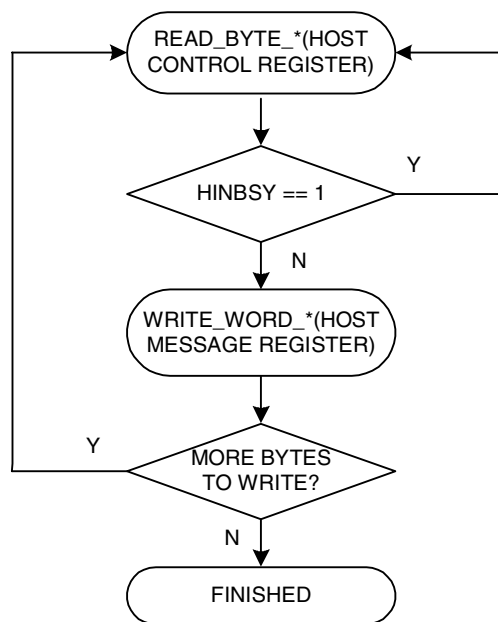 READ_BYTE_*(HOST
CONTROL REGISTER)
Y
HINBSY == 1
N
WRITE_WORD_*(HOST
MESSAGE REGISTER)
Y
MORE BYTES
TO WRITE?
N
FINISHED